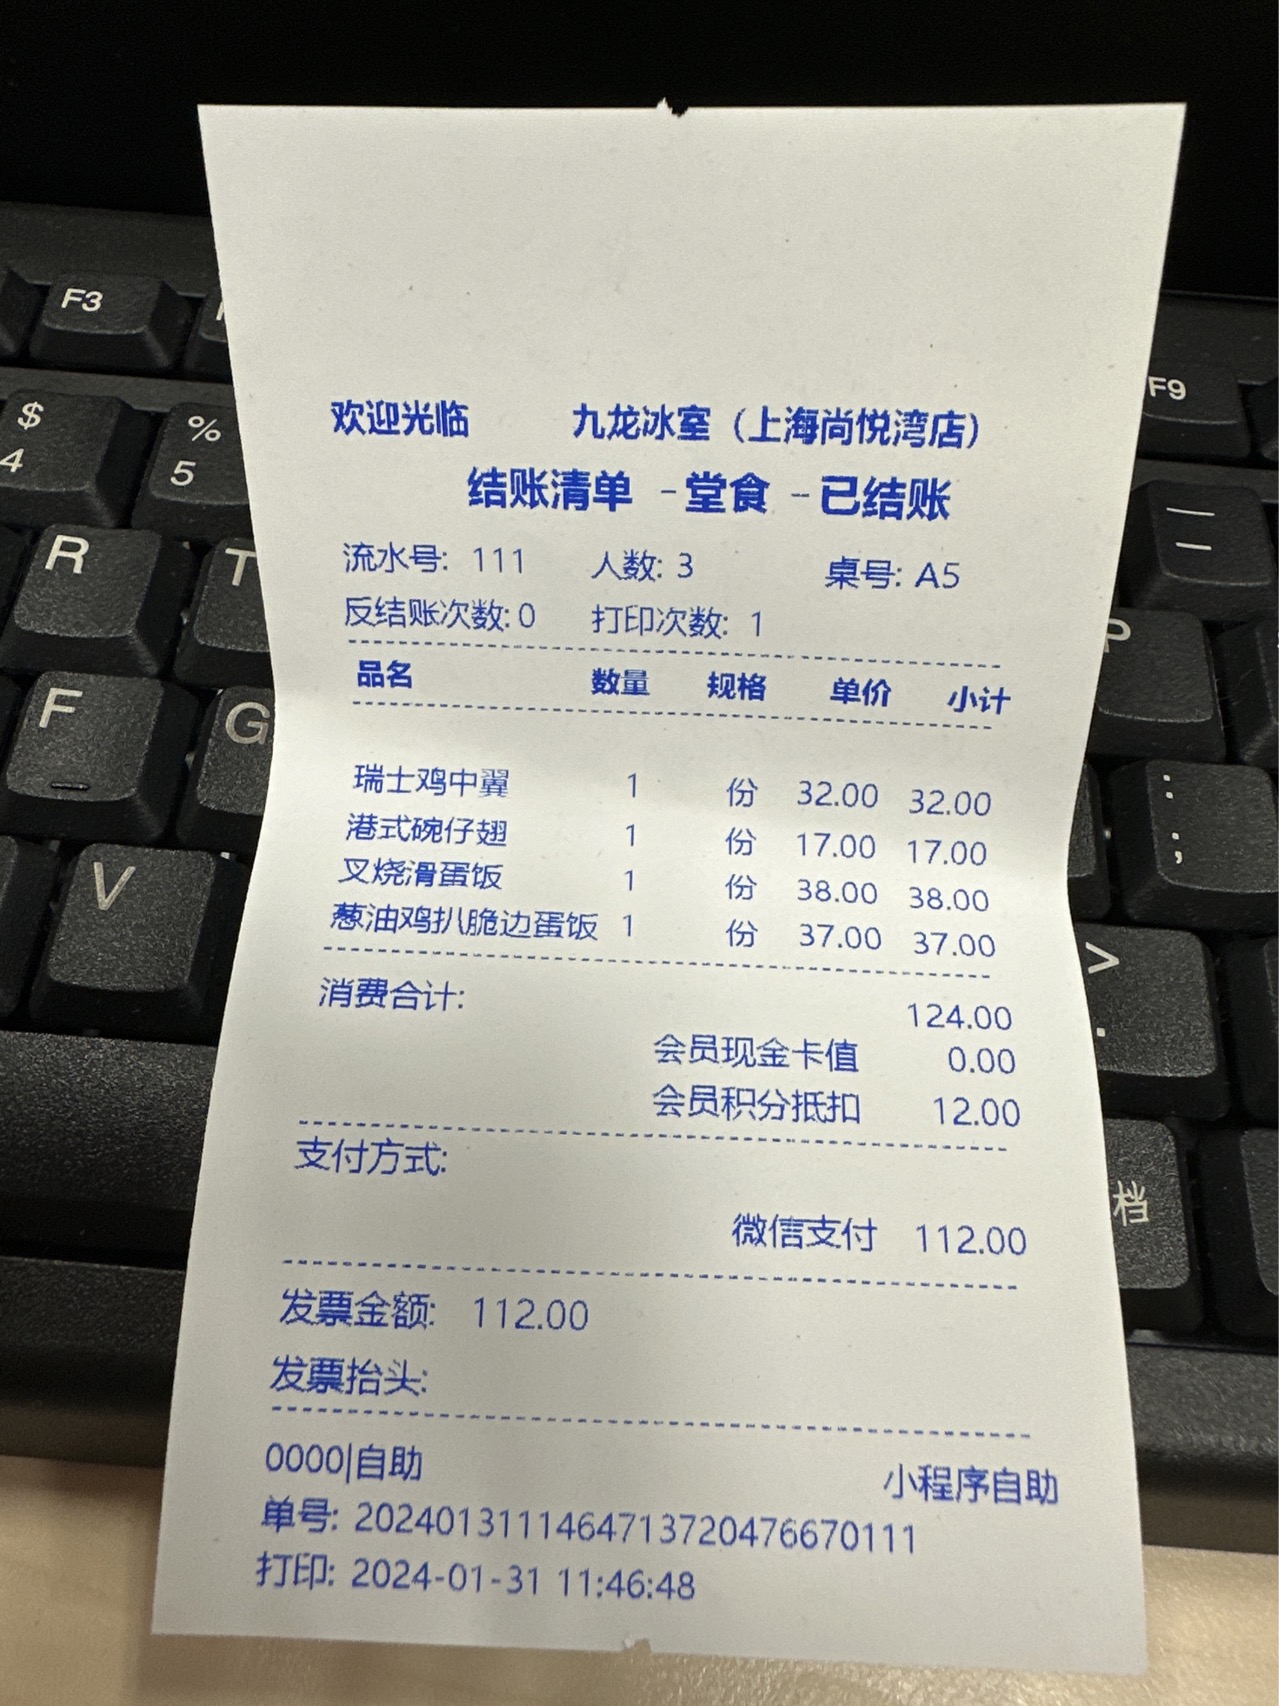 欢迎光临 九龙冰室（上海尚悦湾店）
结账清单 -堂食 -已结账
流水号: 111 人数: 3 桌号: A5
反结账次数: 0 打印次数: 1
品名 数量 规格 单价 小计
瑞士鸡中翼 1 份 32.00 32.00
港式碗仔翅 1 份 17.00 17.00
叉烧滑蛋饭 1 份 38.00 38.00
葱油鸡扒脆边蛋饭 1 份 37.00 37.00
消费合计: 124.00
会员现金卡值 0.00
会员积分抵扣 12.00
支付方式:
微信支付 112.00
发票金额: 112.00
发票抬头:
0000|自助 小程序自助
单号: 2024013111464713720476670111
打印: 2024-01-31 11:46:48
F3
F9
$
4
%
5
R
T
P
F
G
:
;
V
>
.
档